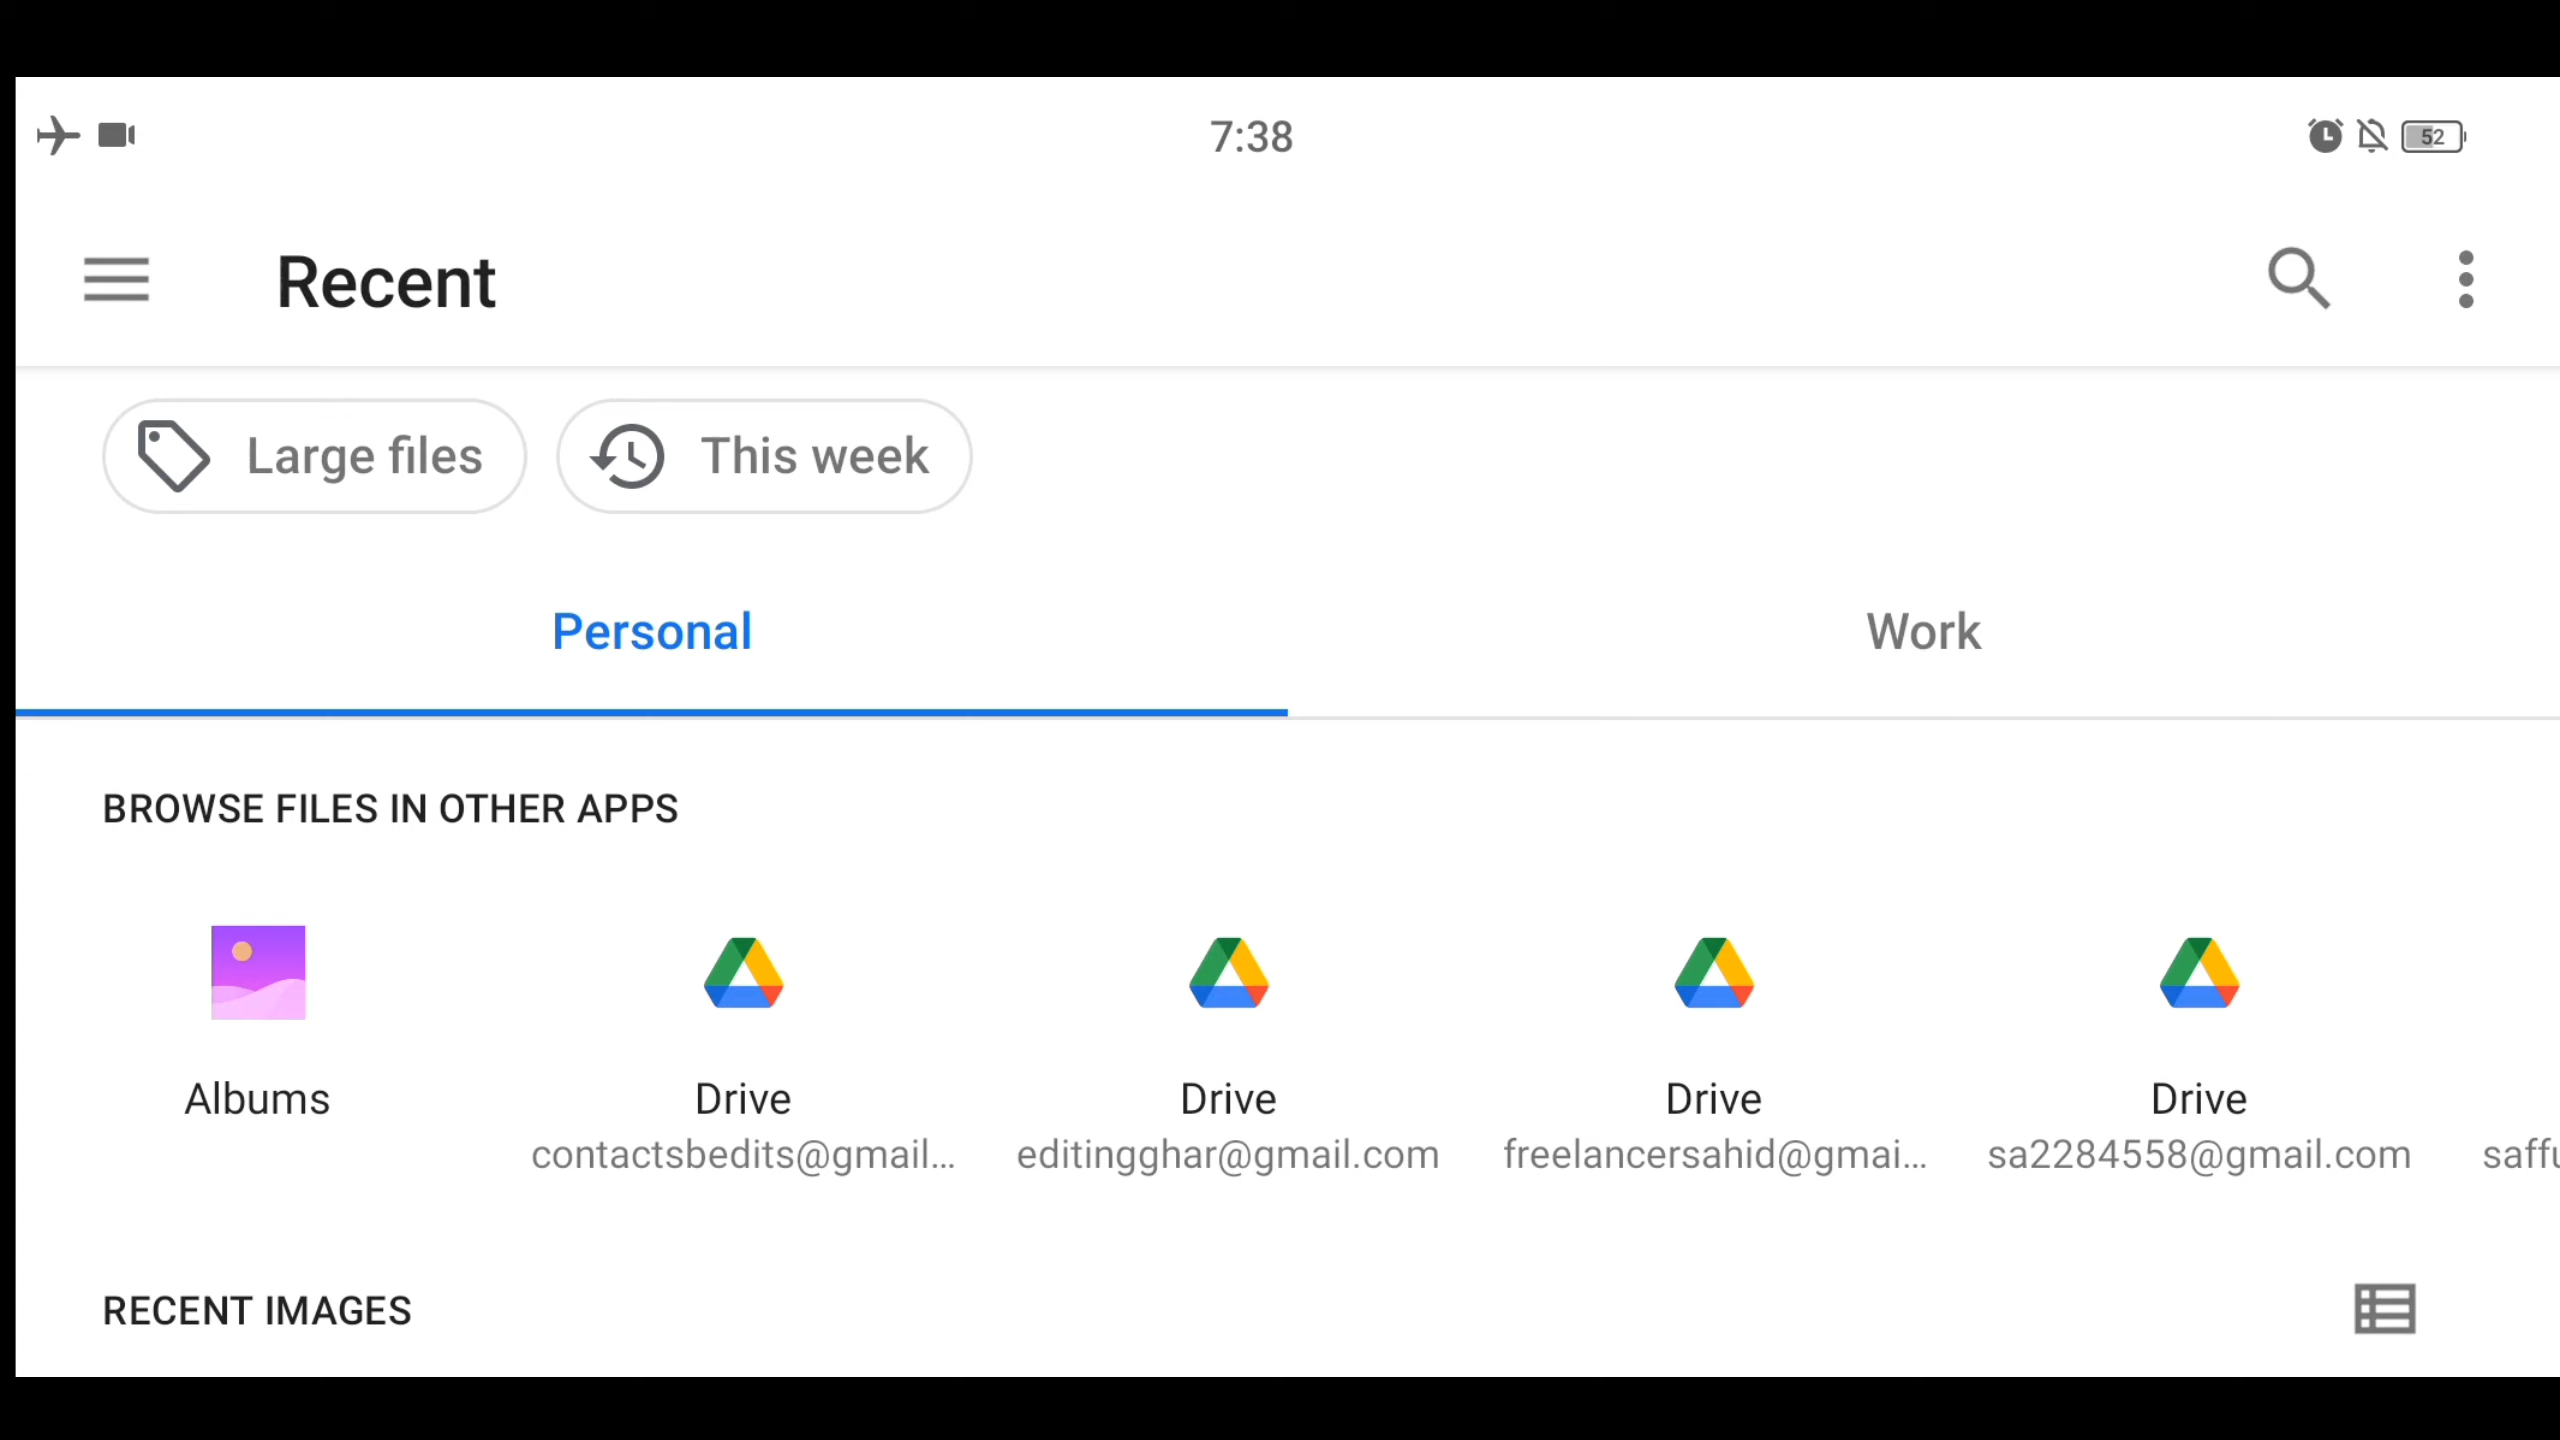 7:38
52
Recent
Large files
This week
Personal
Work
BROWSE FILES IN OTHER APPS
Albums
Drive
Drive
Drive
Drive
contactsbedits@gmail...
editingghar@gmail.com
freelancersahid@gmai...
sa2284558@gmail.com
RECENT IMAGES